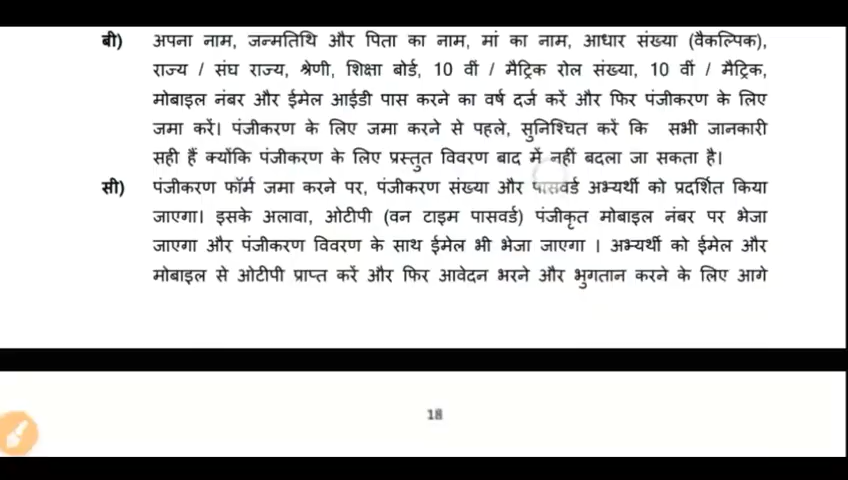 बी) अपना नाम, जन्मतिथि और पिता का नाम, मां का नाम, आधार संख्या (वैकल्पिक),
राज्य / संघ राज्य, श्रेणी, शिक्षा बोर्ड, 10 वीं / मैट्रिक रोल संख्या, 10 वीं / मैट्रिक,
मोबाइल नंबर और ईमेल आईडी पास करने का वर्ष दर्ज करें और फिर पंजीकरण के लिए
जमा करें। पंजीकरण के लिए जमा करने से पहले, सुनिश्चित करें कि सभी जानकारी
सही हैं क्योंकि पंजीकरण के लिए प्रस्तुत विवरण बाद में नहीं बदला जा सकता है।
सी) पंजीकरण फॉर्म जमा करने पर, पंजीकरण संख्या और पासवर्ड अभ्यर्थी को प्रदर्शित किया
जाएगा। इसके अलावा, ओटीपी (वन टाइम पासवर्ड) पंजीकृत मोबाइल नंबर पर भेजा
जाएगा और पंजीकरण विवरण के साथ ईमेल भी भेजा जाएगा । अभ्यर्थी को ईमेल और
मोबाइल से ओटीपी प्राप्त करें और फिर आवेदन भरने और भुगतान करने के लिए आगे
18